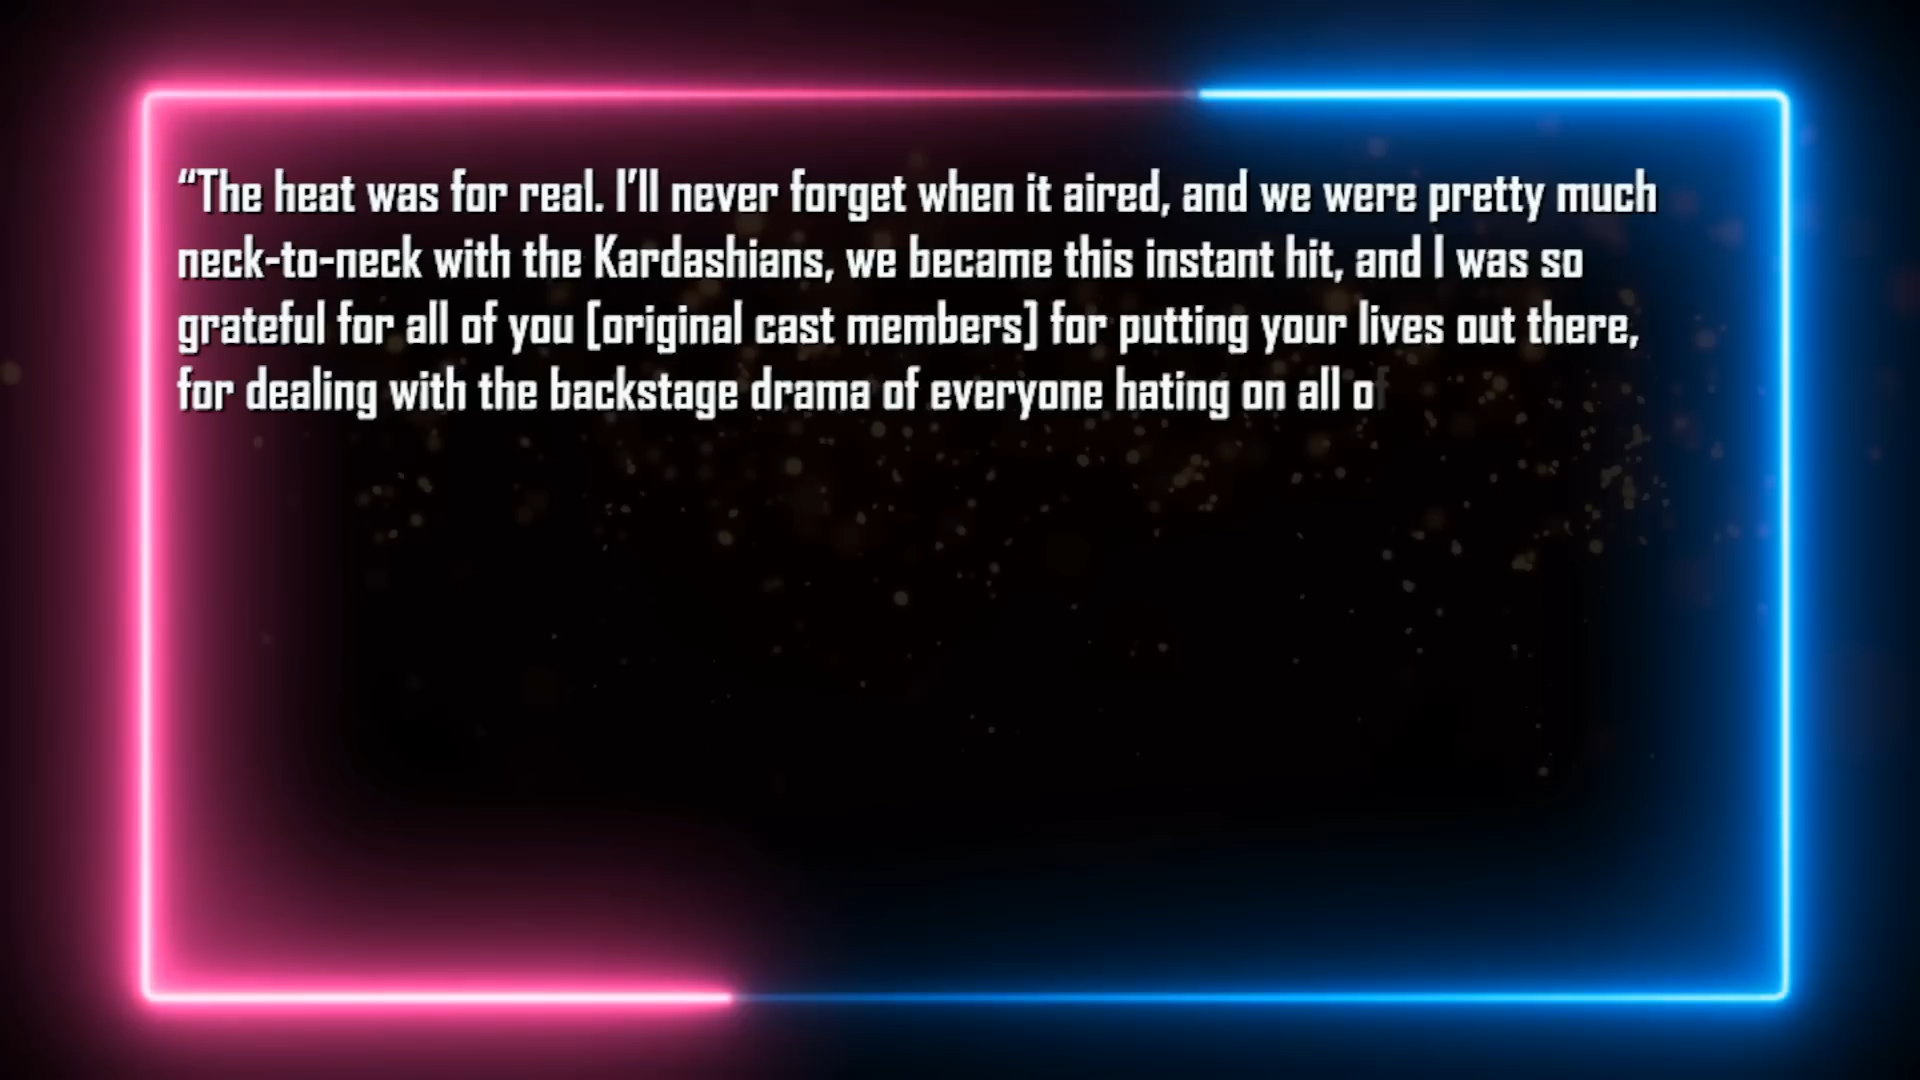 “The heat was for real. I’ll never forget when it aired, and we were pretty much
neck-to-neck with the Kardashians, we became this instant hit, and I was so
grateful for all of you [original cast members] for putting your lives out there,
for dealing with the backstage drama of everyone hating on all of